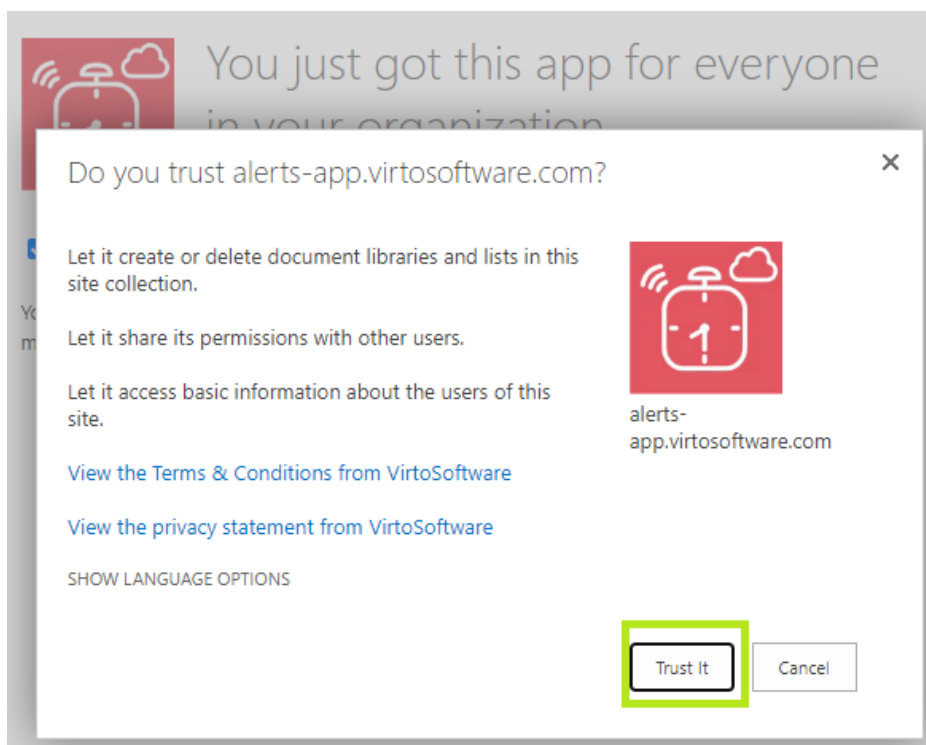 You just got this app for everyone
in your organization
Do you trust alerts-app.virtosoftware.com?
Let it create or delete document libraries and lists in this
site collection.
Let it share its permissions with other users.
Let it access basic information about the users of this
site.
alerts-
app.virtosoftware.com
View the Terms & Conditions from VirtoSoftware
View the privacy statement from VirtoSoftware
SHOW LANGUAGE OPTIONS
Trust It
Cancel